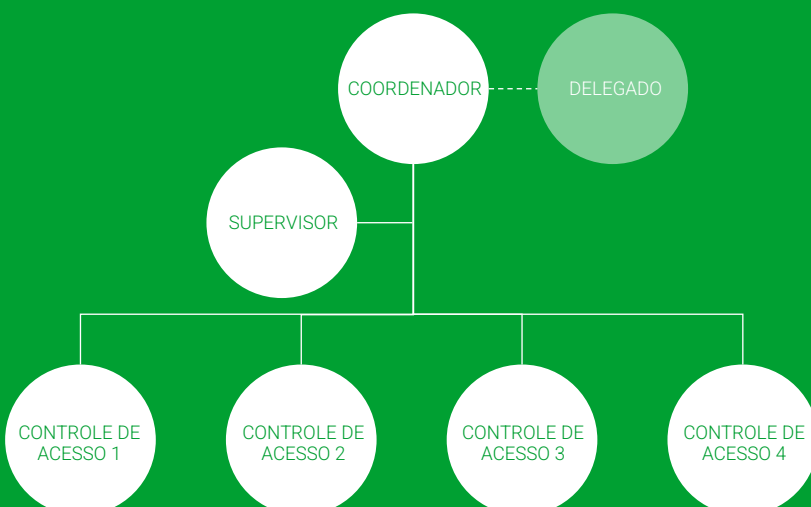 COORDENADOR
DELEGADO
SUPERVISOR
CONTROLE DE
ACESSO 1
CONTROLE DE
ACESSO 2
CONTROLE DE
ACESSO 3
CONTROLE DE
ACESSO 4